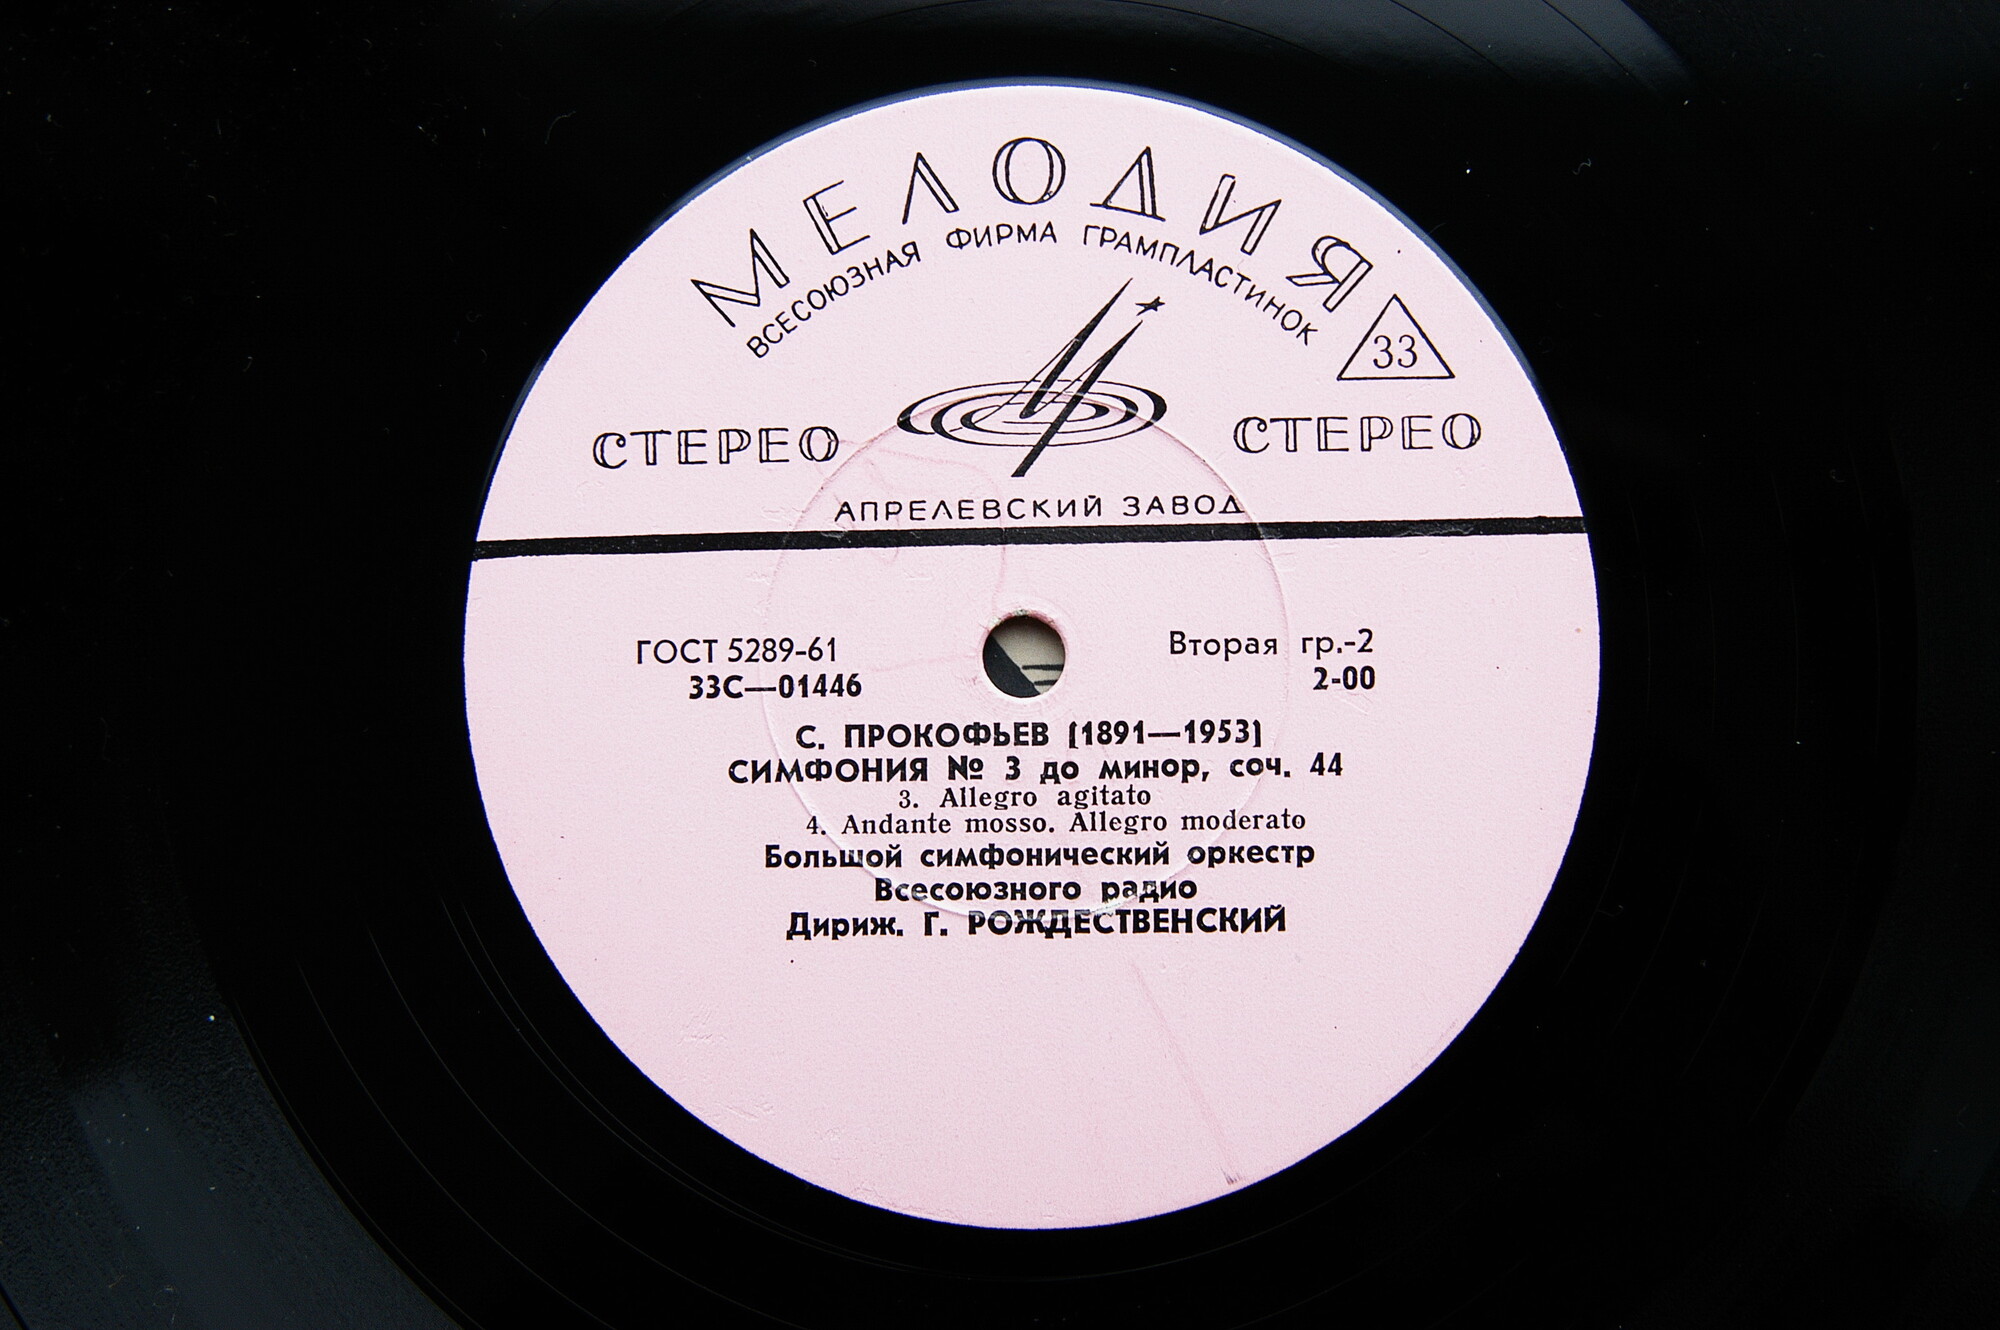 МЕЛОДИЯ
ВСЕСОЮЗНАЯ ФИРМА ГРАМПЛАСТИНОК
33
СТЕРЕО СТЕРЕО
АПРЕЛЕВСКИЙ ЗАВОД
ГОСТ 5289-61 Вторая гр.-2
33С—01446 2-00
С. ПРОКОФЬЕВ (1891—1953)
СИМФОНИЯ № 3 до минор, соч. 44
3. Allegro agitato
4. Andante mosso. Allegro moderato
Большой симфонический оркестр
Всесоюзного радио
Дириж. Г. РОЖДЕСТВЕНСКИЙ